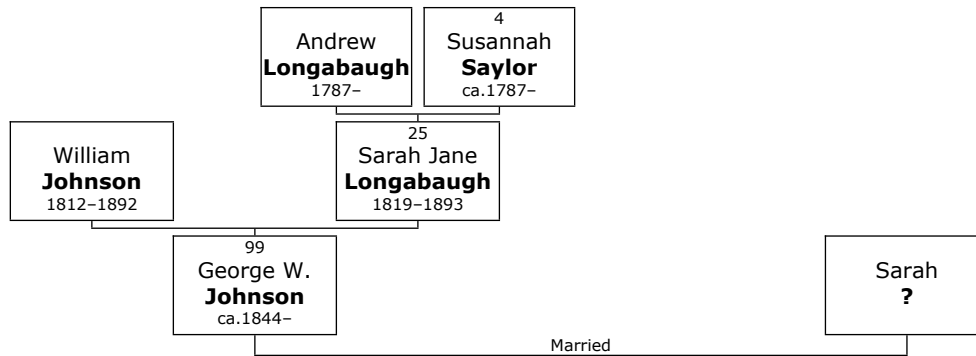 Andrew
Longabaugh
1787–
4
Susannah
Saylor
ca.1787–
William
Johnson
1812–1892
25
Sarah Jane
Longabaugh
1819–1893
99
George W.
Johnson
ca.1844–
Sarah
?
Married